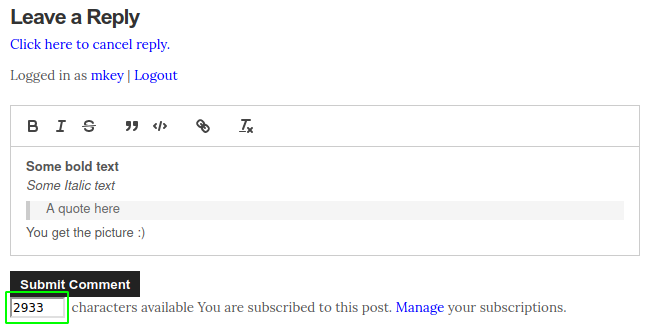 Leave a Reply
Click here to cancel reply.
Logged in as mkey | Logout
B I S ” </> Tx
Some bold text
Some Italic text
A quote here
You get the picture :)
Submit Comment
2933 characters available You are subscribed to this post. Manage your subscriptions.